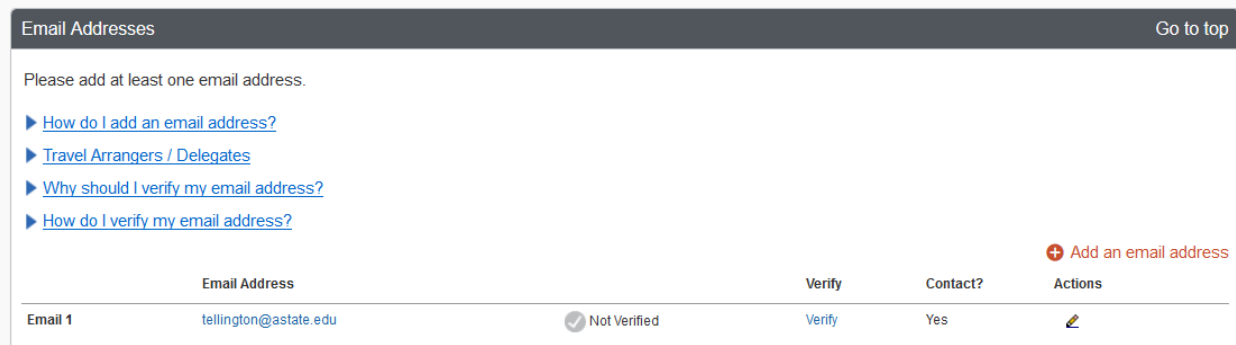 Email Addresses Go to top
Please add at least one email address.
How do I add an email address?
Travel Arrangers / Delegates
Why should I verify my email address?
How do I verify my email address?
Add an email address
Email Address Verify Contact? Actions
Email 1 tellington@astate.edu Not Verified Verify Yes